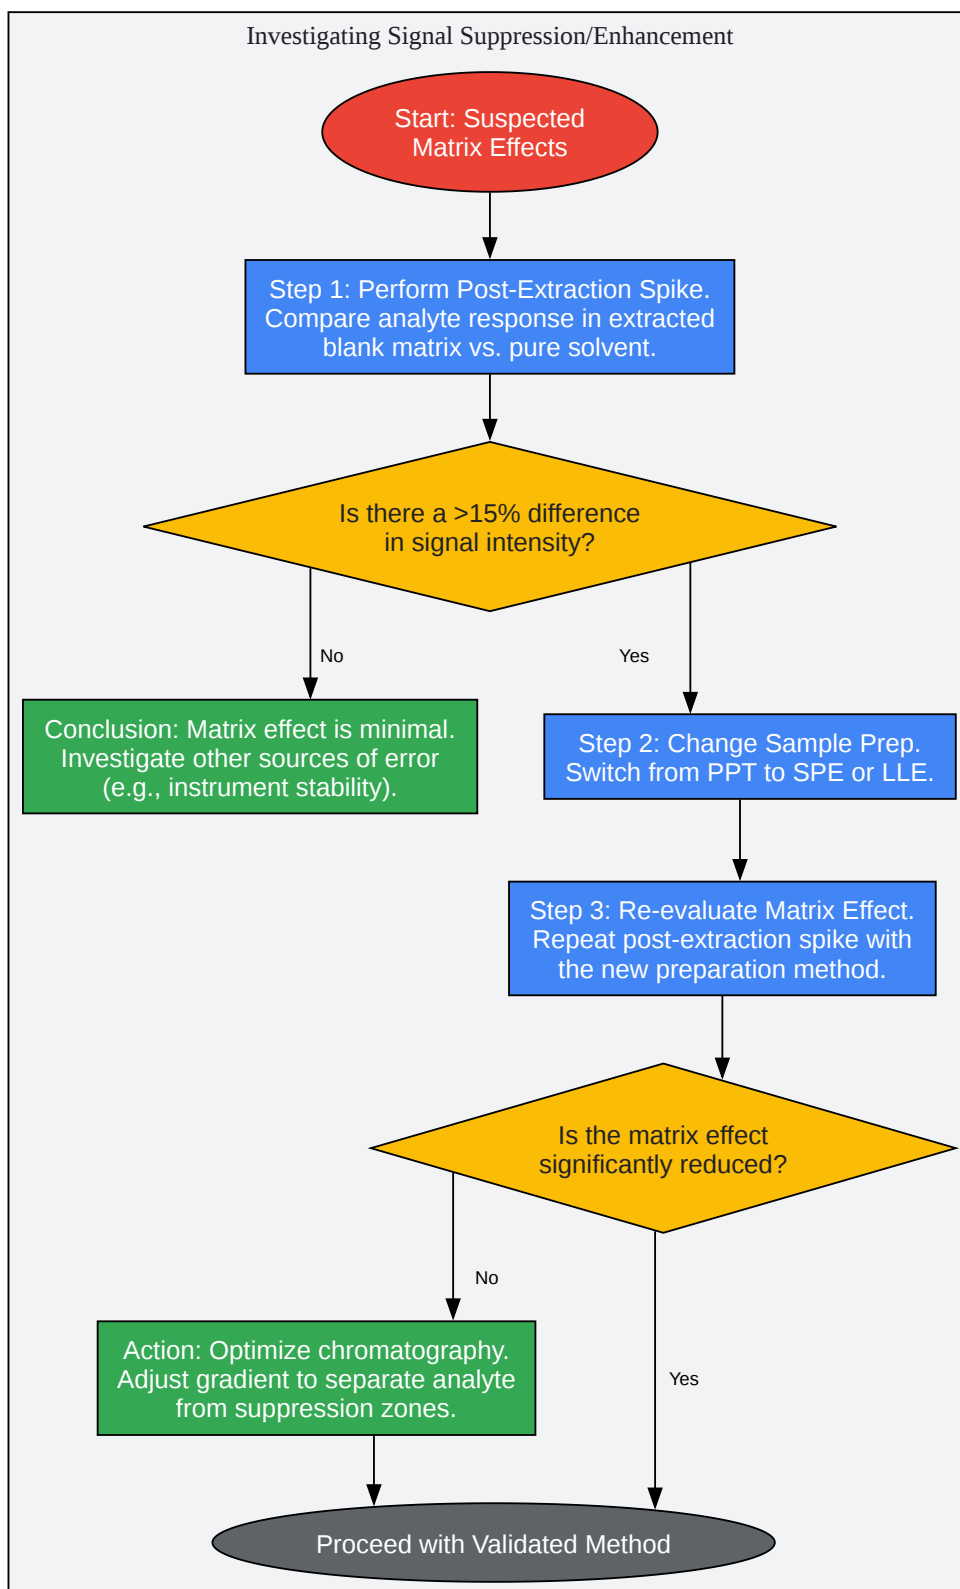 Investigating Signal Suppression/Enhancement
Start: Suspected
Matrix Effects
Step 1: Perform Post-Extraction Spike.
Compare analyte response in extracted
blank matrix vs. pure solvent.
Is there a >15% difference
in signal intensity?
No
Yes
Conclusion: Matrix effect is minimal.
Investigate other sources of error
(e.g., instrument stability).
Step 2: Change Sample Prep.
Switch from PPT to SPE or LLE.
Step 3: Re-evaluate Matrix Effect.
Repeat post-extraction spike with
the new preparation method.
Is the matrix effect
significantly reduced?
No
Action: Optimize chromatography.
Adjust gradient to separate analyte
from suppression zones.
Yes
Proceed with Validated Method